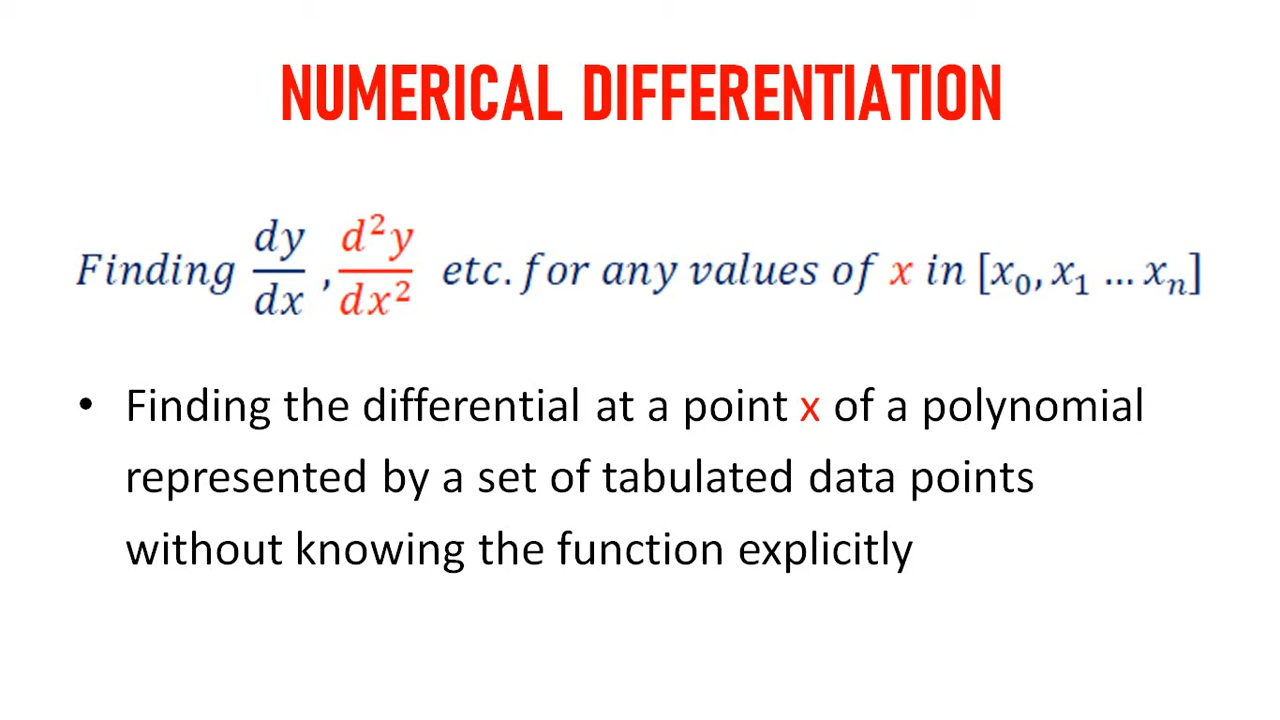 NUMERICAL DIFFERENTIATION
Finding dy/dx , d²y/dx² etc. for any values of x in [x₀, x₁ … xₙ]
• Finding the differential at a point x of a polynomial
represented by a set of tabulated data points
without knowing the function explicitly